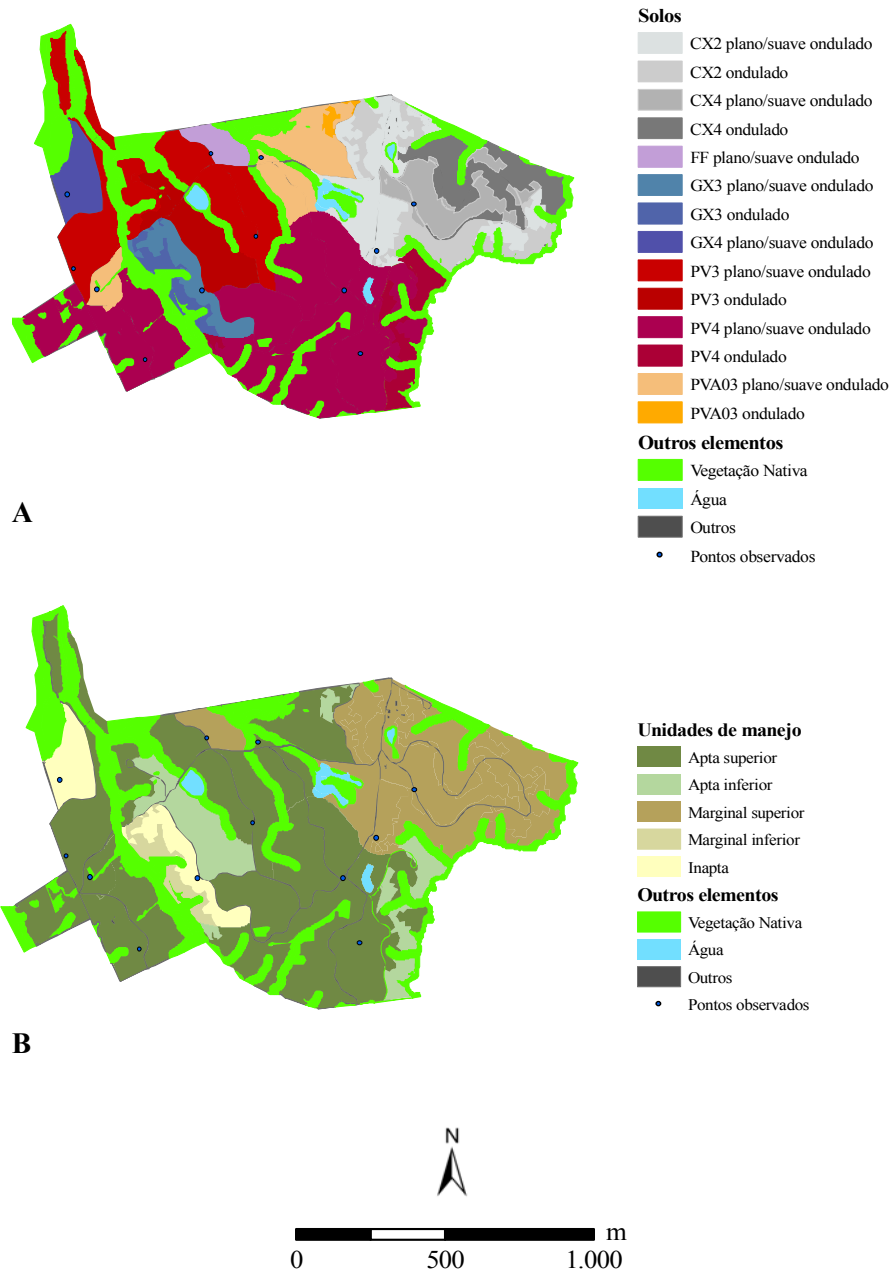 Solos
CX2 plano/suave ondulado
CX2 ondulado
CX4 plano/suave ondulado
CX4 ondulado
FF plano/suave ondulado
GX3 plano/suave ondulado
GX3 ondulado
GX4 plano/suave ondulado
PV3 plano/suave ondulado
PV3 ondulado
PV4 plano/suave ondulado
PV4 ondulado
PVA03 plano/suave ondulado
PVA03 ondulado
Outros elementos
Vegetação Nativa
Água
Outros
Pontos observados
A
Unidades de manejo
Apta superior
Apta inferior
Marginal superior
Marginal inferior
Inapta
Outros elementos
Vegetação Nativa
Água
Outros
Pontos observados
B
N
m
0 500 1.000